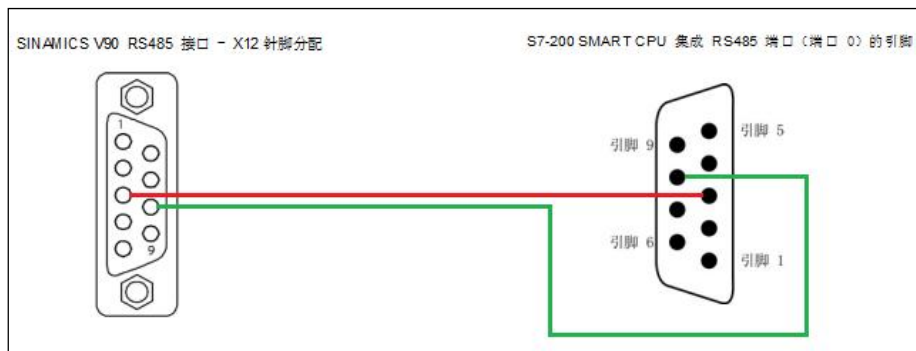 SINAMICS V90 RS485 接口 - X12 针脚分配
S7-200 SMART CPU 集成 RS485 端口（端口 0）的引脚
1
9
引脚 5
引脚 9
引脚 6
引脚 1